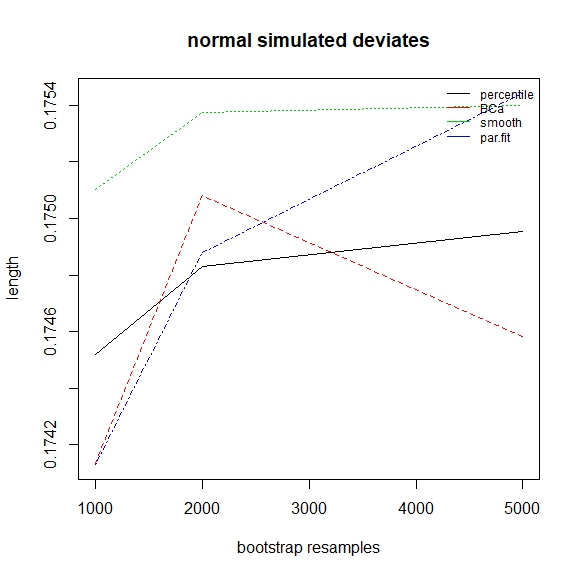 normal simulated deviates
percentile
BCa
smooth
par.fit
0.1754
0.1750
0.1746
0.1742
length
1000 2000 3000 4000 5000
bootstrap resamples